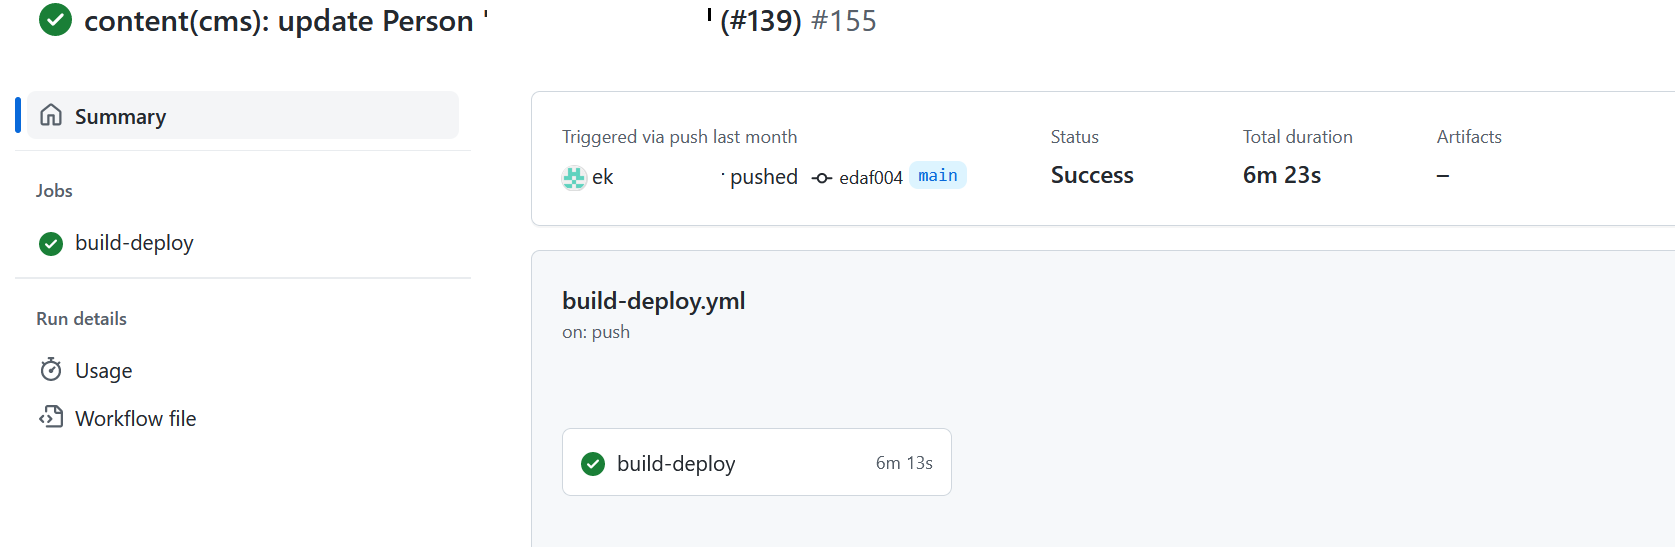 content(cms): update Person ' ' (#139) #155
Summary
Jobs
build-deploy
Run details
Usage
Workflow file
Triggered via push last month
ek pushed edaf004 main
Status
Success
Total duration
6m 23s
Artifacts
–
build-deploy.yml
on: push
build-deploy 6m 13s